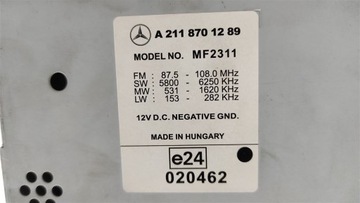 A 211 870 12 89
MODEL NO. MF2311
FM : 87.5 - 108.0 MHz
SW : 5800 - 6250 KHz
MW : 531 - 1620 KHz
LW : 153 - 282 KHz
12V D.C. NEGATIVE GND.
MADE IN HUNGARY
e24
020462